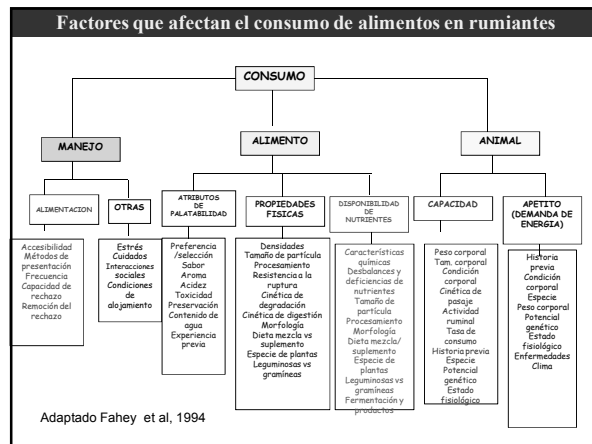 Factores que afectan el consumo de alimentos en rumiantes
CONSUMO
MANEJO
ALIMENTO
ANIMAL
ALIMENTACION
OTRAS
ATRIBUTOS
DE
PALATABILIDAD
PROPIEDADES
FISICAS
DISPONIBILIDAD
DE
NUTRIENTES
CAPACIDAD
APETITO
(DEMANDA DE
ENERGIA)
Accesibilidad
Métodos de
presentación
Frecuencia
Capacidad de
rechazo
Remoción del
rechazo
Estrés
Cuidados
Interacciones
sociales
Condiciones
de
alojamiento
Preferencia
/selección
Sabor
Aroma
Acidez
Toxicidad
Preservación
Contenido de
agua
Experiencia
previa
Densidades
Tamaño de partícula
Procesamiento
Resistencia a la
ruptura
Cinética de
degradación
Cinética de digestión
Morfología
Dieta mezcla vs
suplemento
Especie de plantas
Leguminosas vs
gramíneas
Características
químicas
Desbalances y
deficiencias de
nutrientes
Tamaño de
partícula
Procesamiento
Morfología
Dieta mezcla/
suplemento
Especie de
plantas
Leguminosas vs
gramíneas
Fermentación y
productos
Peso corporal
Tam. corporal
Condición
corporal
Cinética de
pasaje
Actividad
ruminal
Tasa de
consumo
Historia previa
Especie
Potencial
genético
Estado
fisiológico
Historia
previa
Condición
corporal
Especie
Peso corporal
Potencial
genético
Estado
fisiológico
Enfermedades
Clima
Adaptado Fahey et al, 1994